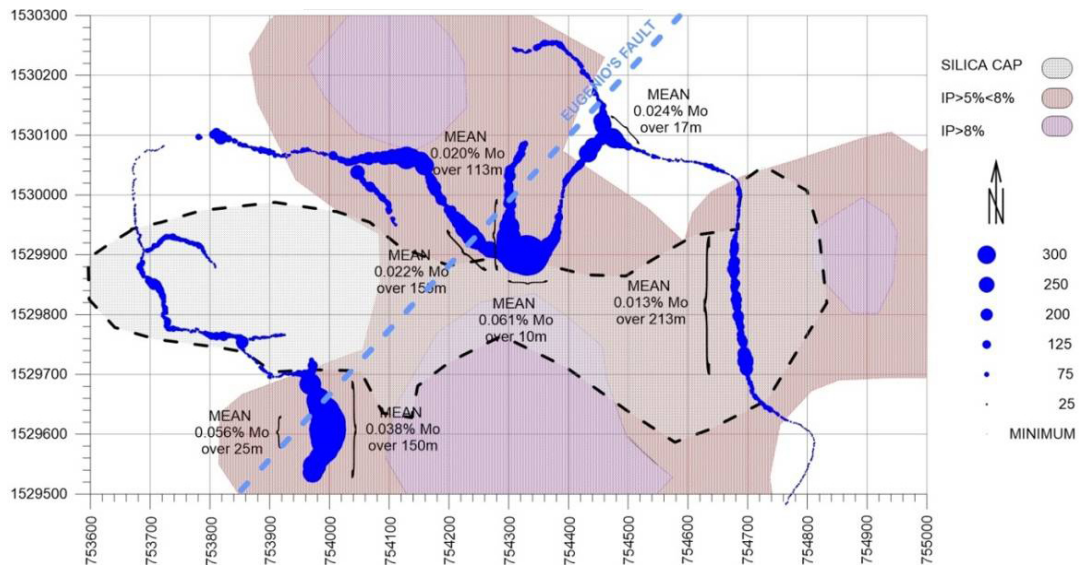 1530300
1530200
1530100
1530000
1529900
1529800
1529700
1529600
1529500
EUGENIO'S FAULT
MEAN
0.024% Mo
over 17m
MEAN
0.020% Mo
over 113m
MEAN
0.022% Mo
over 155m
MEAN
0.061% Mo
over 10m
MEAN
0.013% Mo
over 213m
MEAN
0.056% Mo
over 25m
MEAN
0.038% Mo
over 150m
753600
753700
753800
753900
754000
754100
754200
754300
754400
754500
754600
754700
754800
754900
755000
SILICA CAP
IP>5%<8%
IP>8%
N
300
250
200
125
75
25
MINIMUM